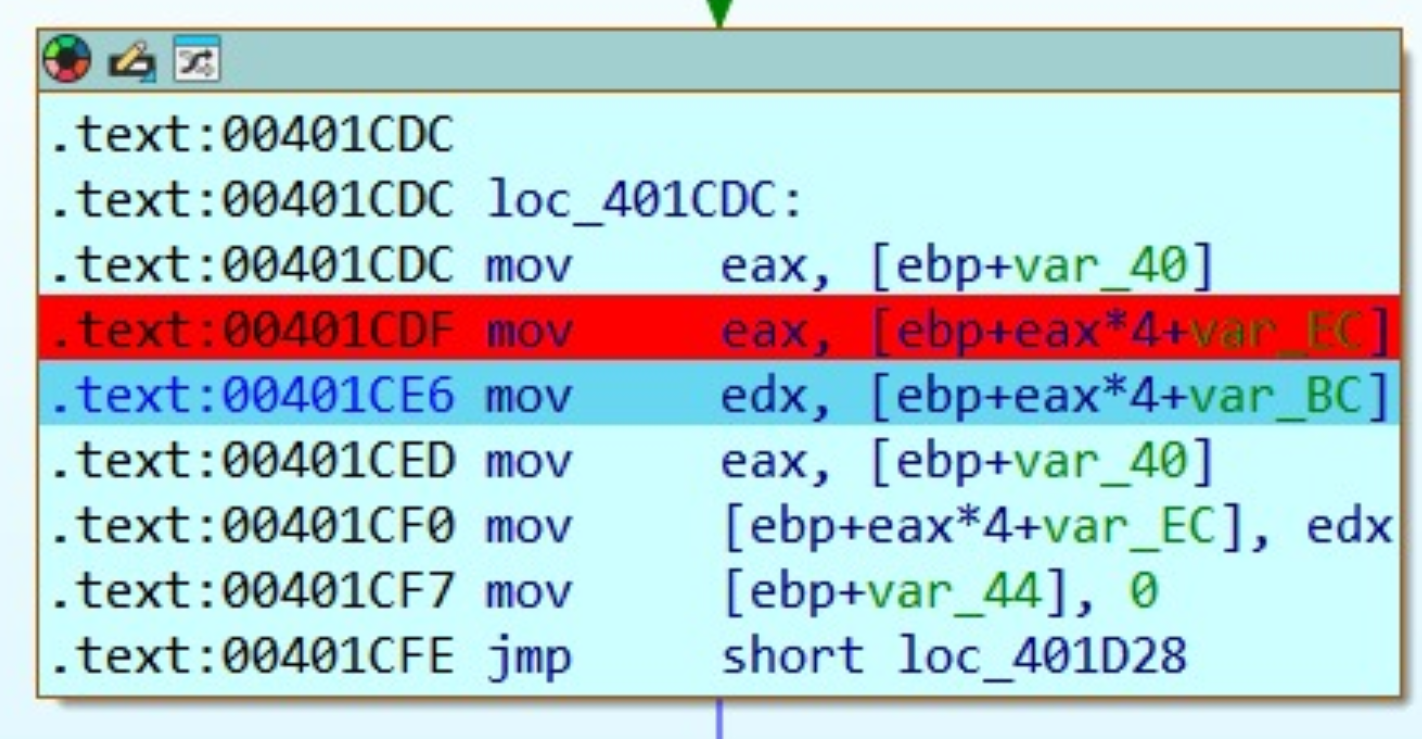 .text:00401CDC
.text:00401CDC loc_401CDC:
.text:00401CDC mov     eax, [ebp+var_40]
.text:00401CDF mov     eax, [ebp+eax*4+var_EC]
.text:00401CE6 mov     edx, [ebp+eax*4+var_BC]
.text:00401CED mov     eax, [ebp+var_40]
.text:00401CF0 mov     [ebp+eax*4+var_EC], edx
.text:00401CF7 mov     [ebp+var_44], 0
.text:00401CFE jmp     short loc_401D28